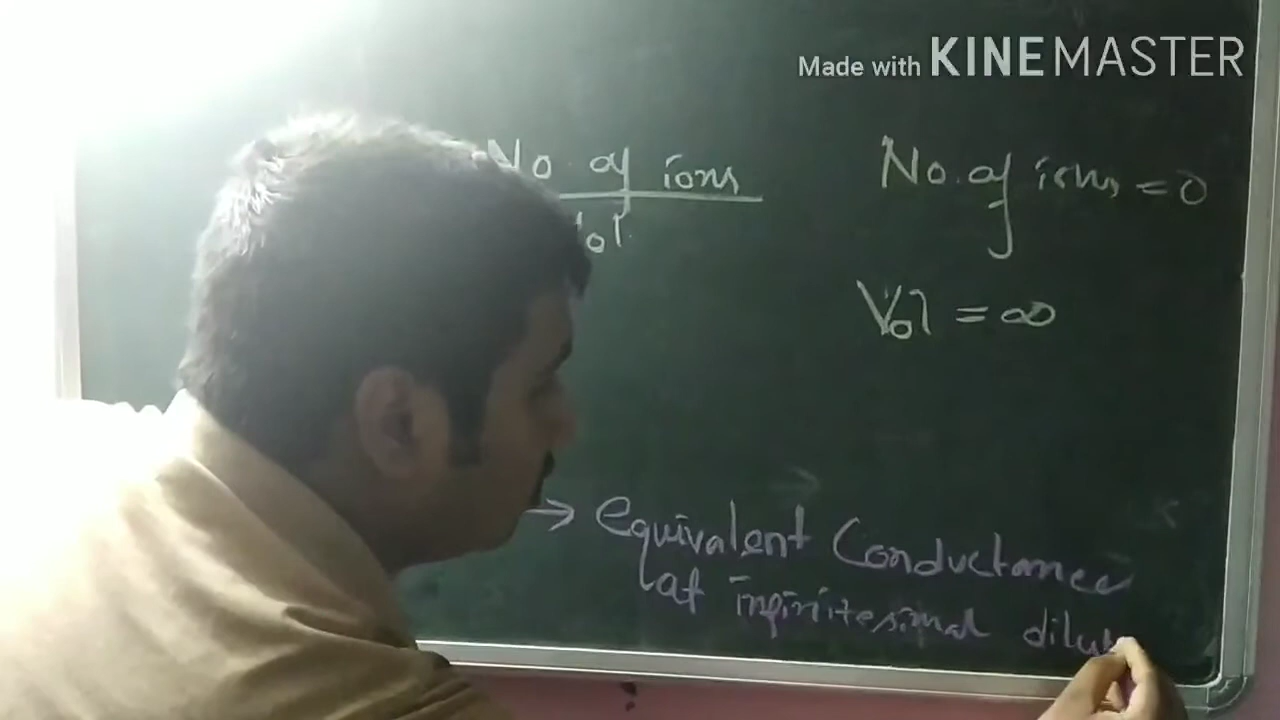 Made with KINEMASTER
No. of ions
Vol.
No. of ions = 0
Vol = ∞
→ equivalent Conductance
at infinitesimal dilut